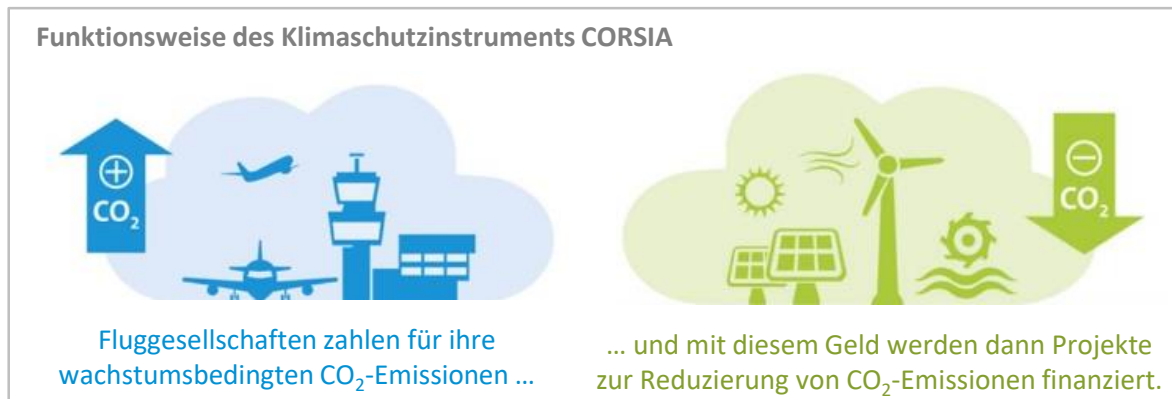 Funktionsweise des Klimaschutzinstruments CORSIA
CO₂
CO₂
Fluggesellschaften zahlen für ihre
wachstumsbedingten CO₂-Emissionen ...
... und mit diesem Geld werden dann Projekte
zur Reduzierung von CO₂-Emissionen finanziert.